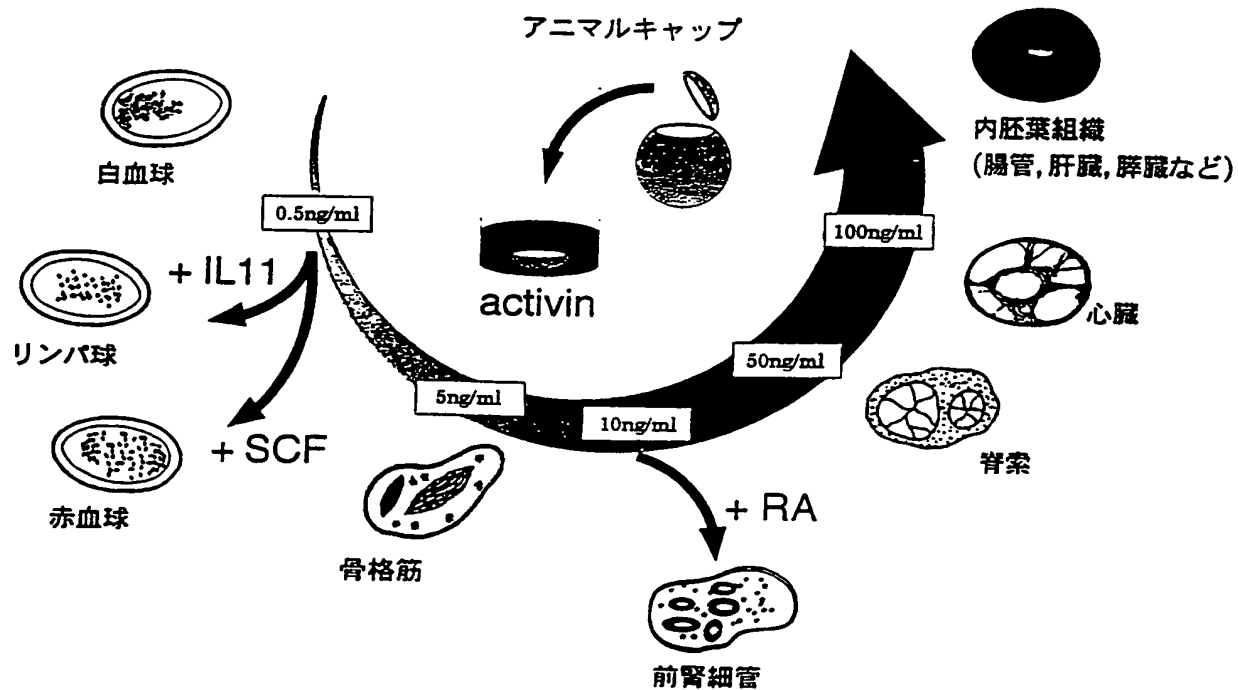 アニマルキャップ
白血球
0.5ng/ml
+ IL11
リンパ球
+ SCF
赤血球
activin
5ng/ml
骨格筋
10ng/ml
+ RA
前腎細管
50ng/ml
100ng/ml
内胚葉組織
(腸管,肝臓,膵臓など)
心臓
脊索